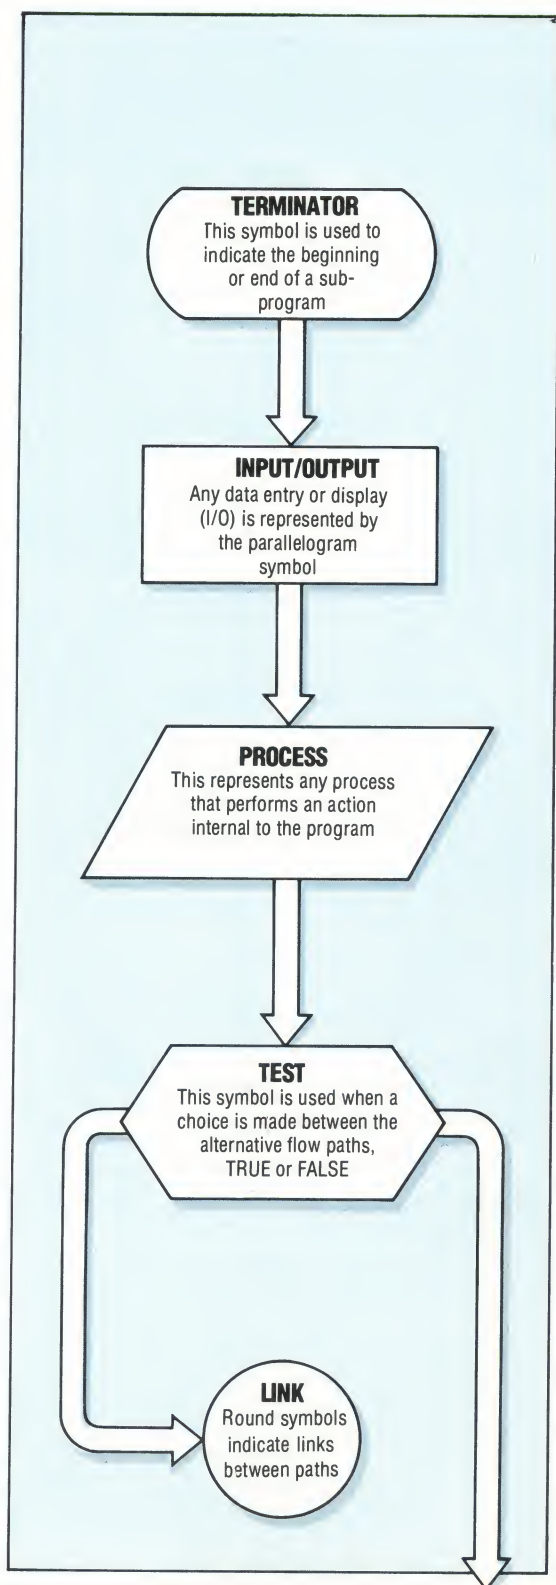 TERMINATOR
This symbol is used to
indicate the beginning
or end of a sub-
program
INPUT/OUTPUT
Any data entry or display
(I/O) is represented by
the parallelogram
symbol
PROCESS
This represents any process
that performs an action
internal to the program
TEST
This symbol is used when a
choice is made between the
alternative flow paths,
TRUE or FALSE
LINK
Round symbols
indicate links
between paths